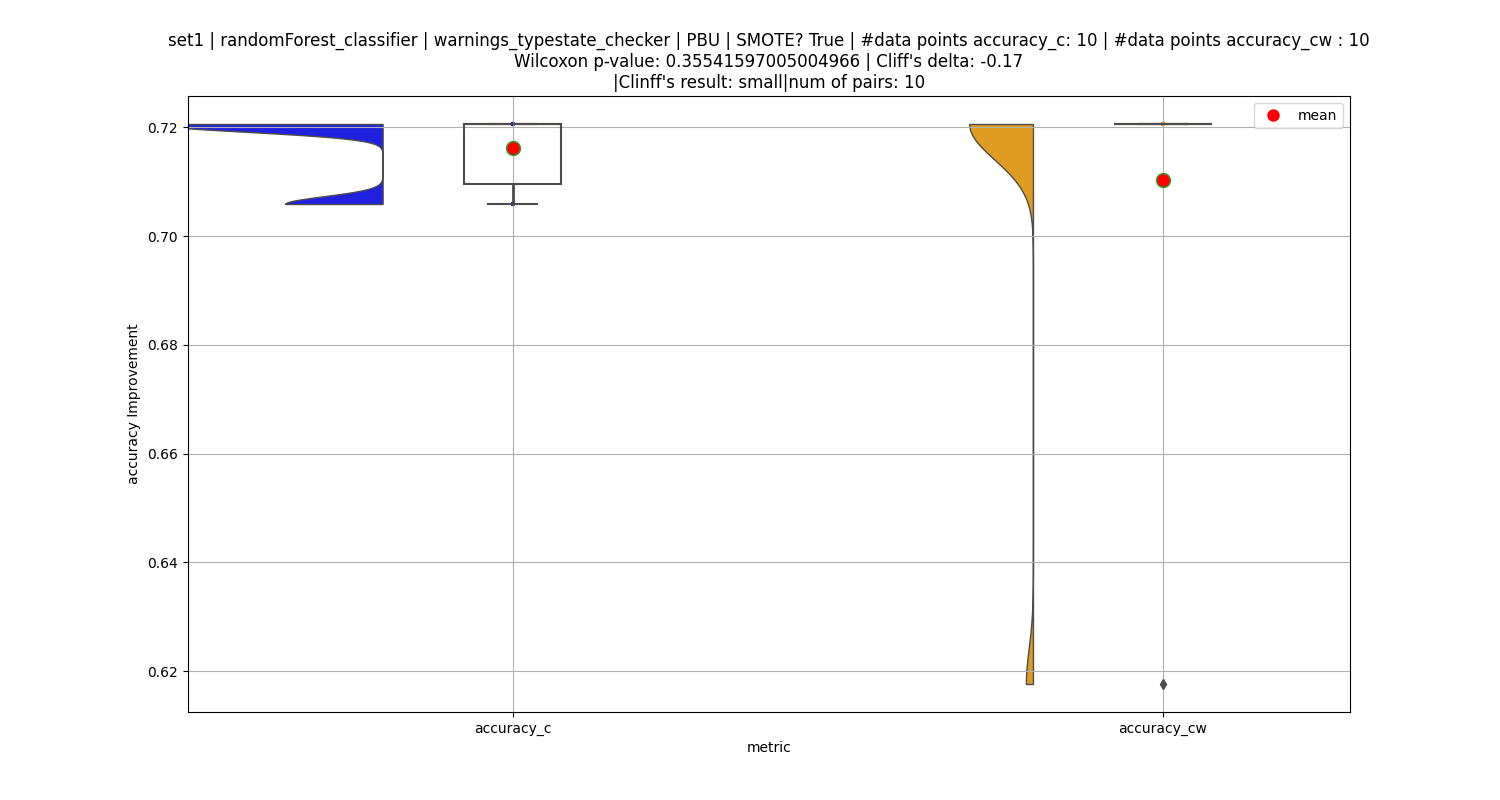 set1 | randomForest_classifier | warnings_typestate_checker | PBU | SMOTE? True | #data points accuracy_c: 10 | #data points accuracy_cw : 10
Wilcoxon p-value: 0.35541597005004966 | Cliff's delta: -0.17
|Clinff's result: small|num of pairs: 10
mean
0.72
0.70
0.68
0.66
0.64
0.62
accuracy Improvement
accuracy_c
accuracy_cw
metric